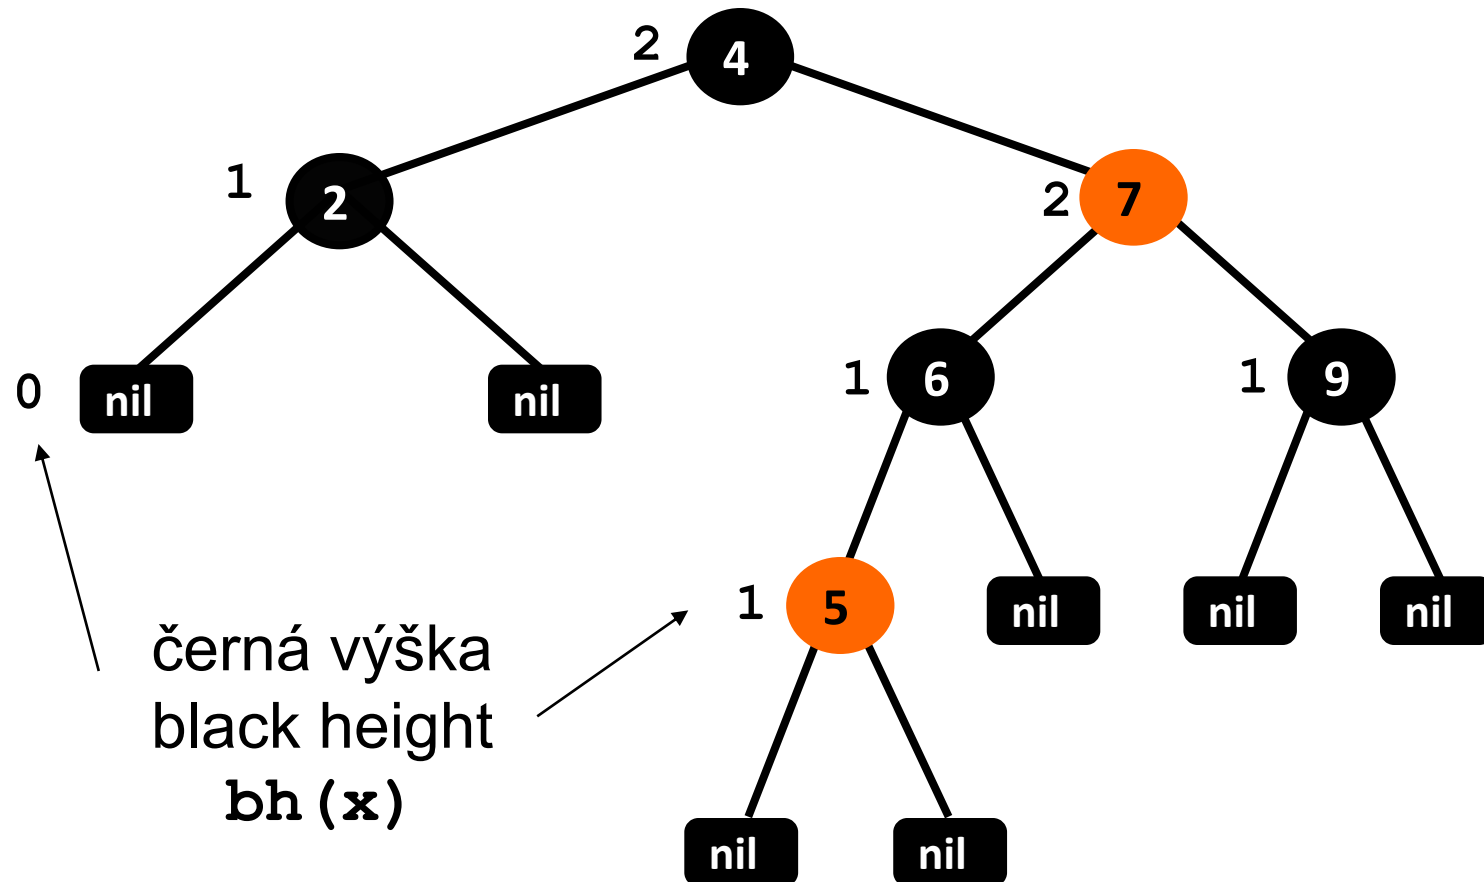 2 4
1 2 2 7
0 nil nil 1 6 1 9
1 5 nil nil nil
černá výška
black height
bh(x)
nil nil